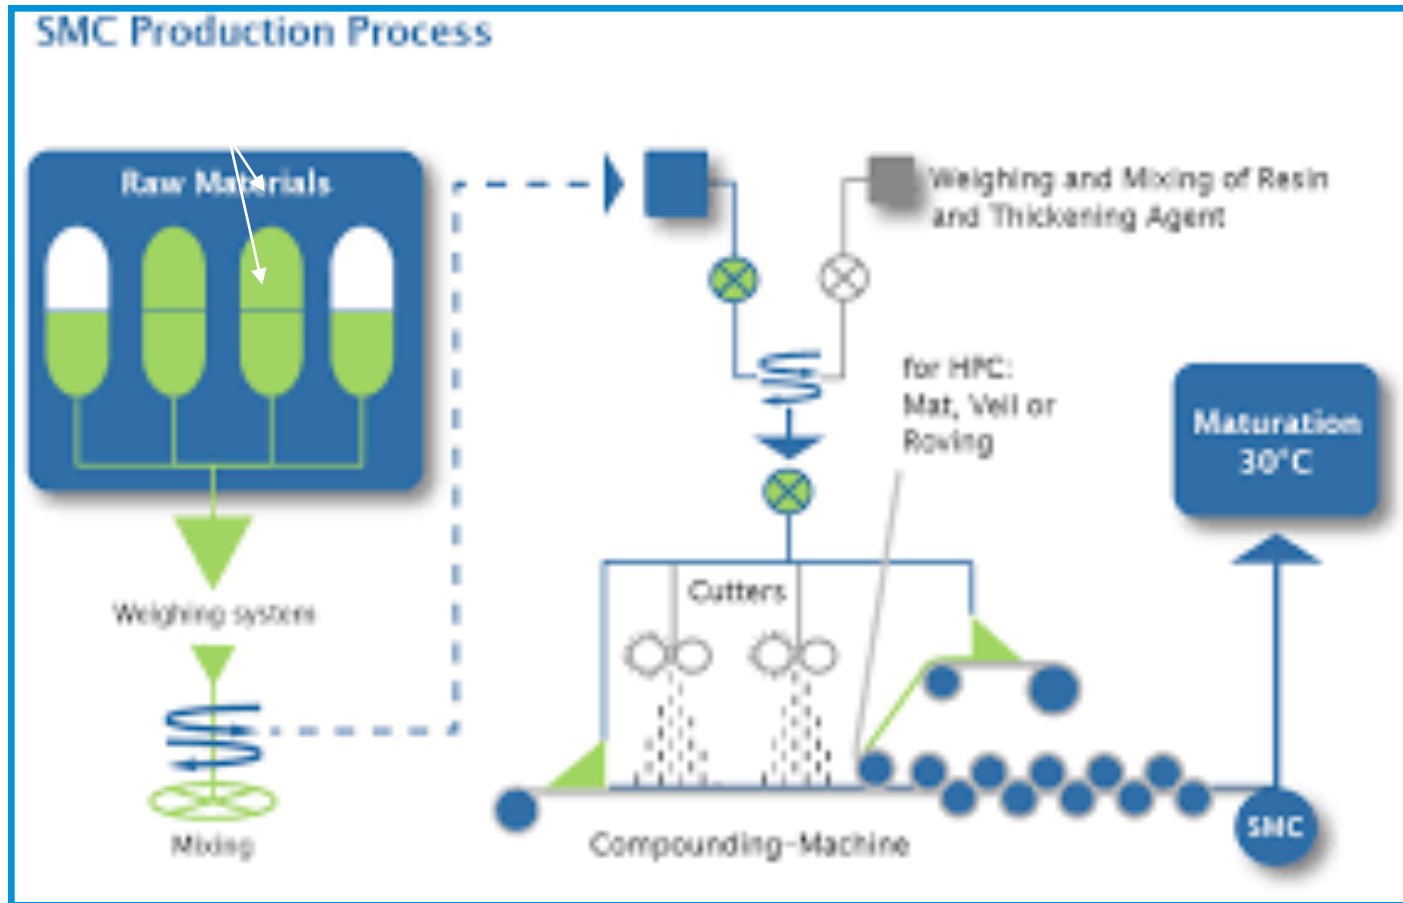 SMC Production Process
Raw Materials
Weighing and Mixing of Resin
and Thickening Agent
for HPC:
Mat, Veil or
Roving
Maturation
30°C
Cutters
Weighing system
Mixing
Compounding-Machine
SMC